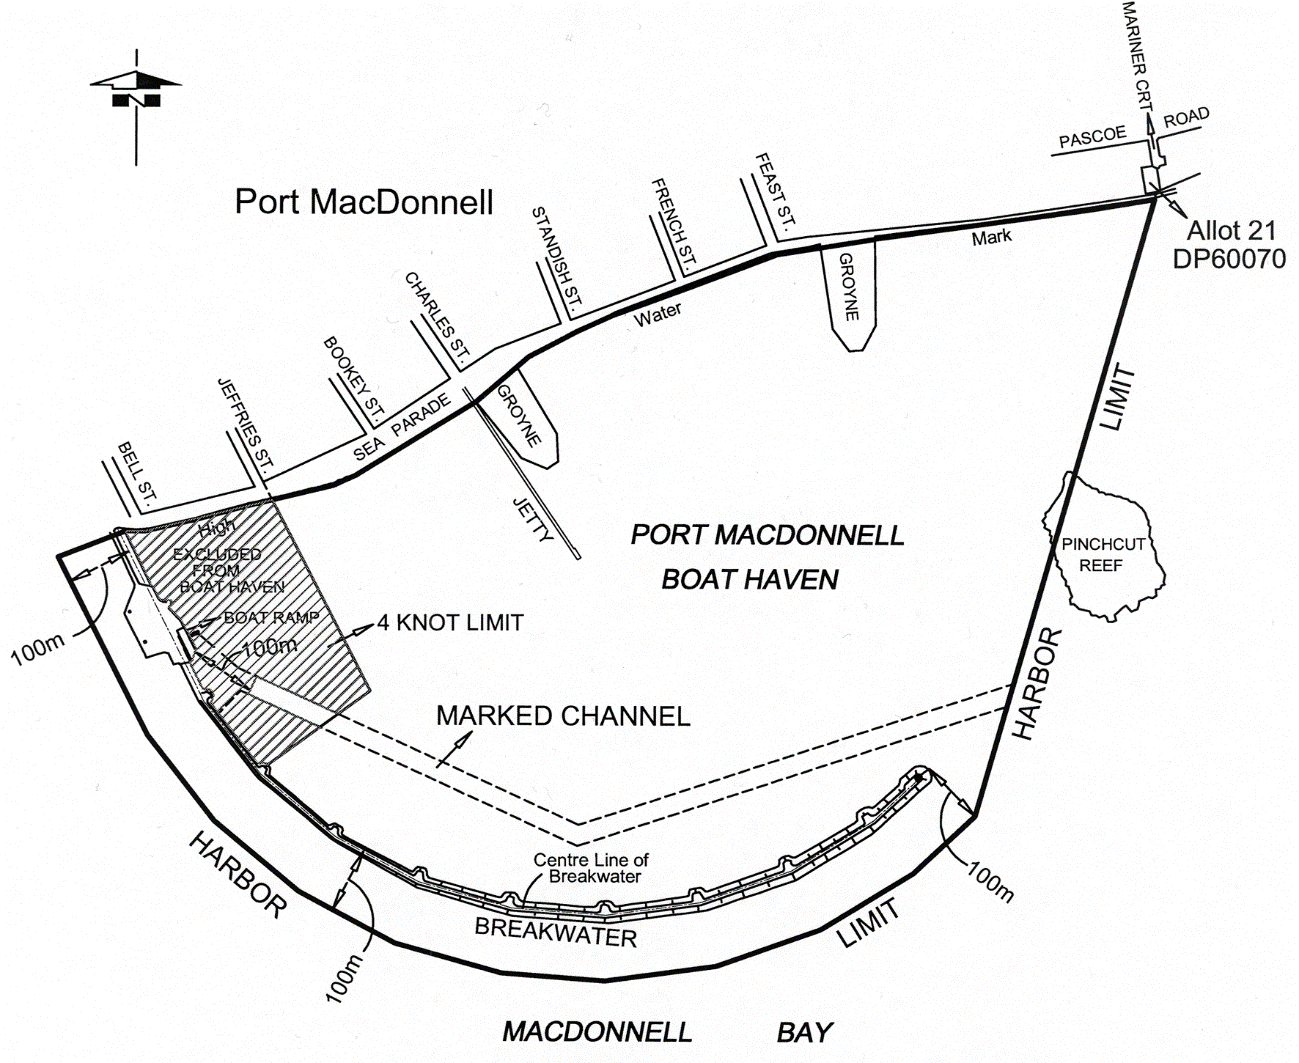 MARINER CRT
PASCOE ROAD
N
Port MacDonnell
FEAST ST.
FRENCH ST.
STANDISH ST.
CHARLES ST.
BOOKEY ST.
JEFFRIES ST.
BELL ST.
Allot 21
DP60070
Mark
Water
High
GROYNE
GROYNE
SEA PARADE
JETTY
LIMIT
HARBOR
PORT MACDONNELL
BOAT HAVEN
PINCHCUT
REEF
EXCLUDED
FROM
BOAT HAVEN
BOAT RAMP
100m
4 KNOT LIMIT
100m
MARKED CHANNEL
Centre Line of
Breakwater
BREAKWATER
HARBOR
LIMIT
100m
100m
MACDONNELL BAY